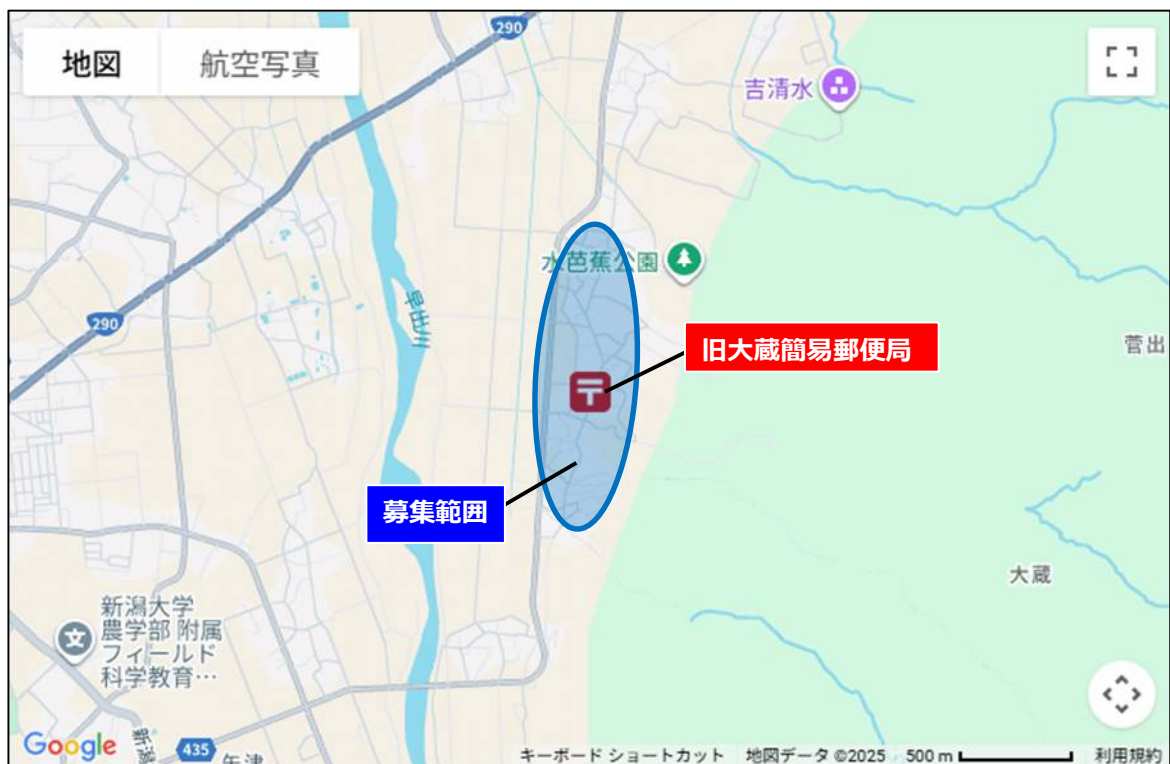 290
地図
航空写真
吉清水
水芭蕉公園
早出川
290
旧大蔵簡易郵便局
菅出
募集範囲
大蔵
新潟大学
農学部 附属
フィールド
科学教育…
Google
435
矢津
キーボード ショートカット
地図データ ©2025
500 m
利用規約